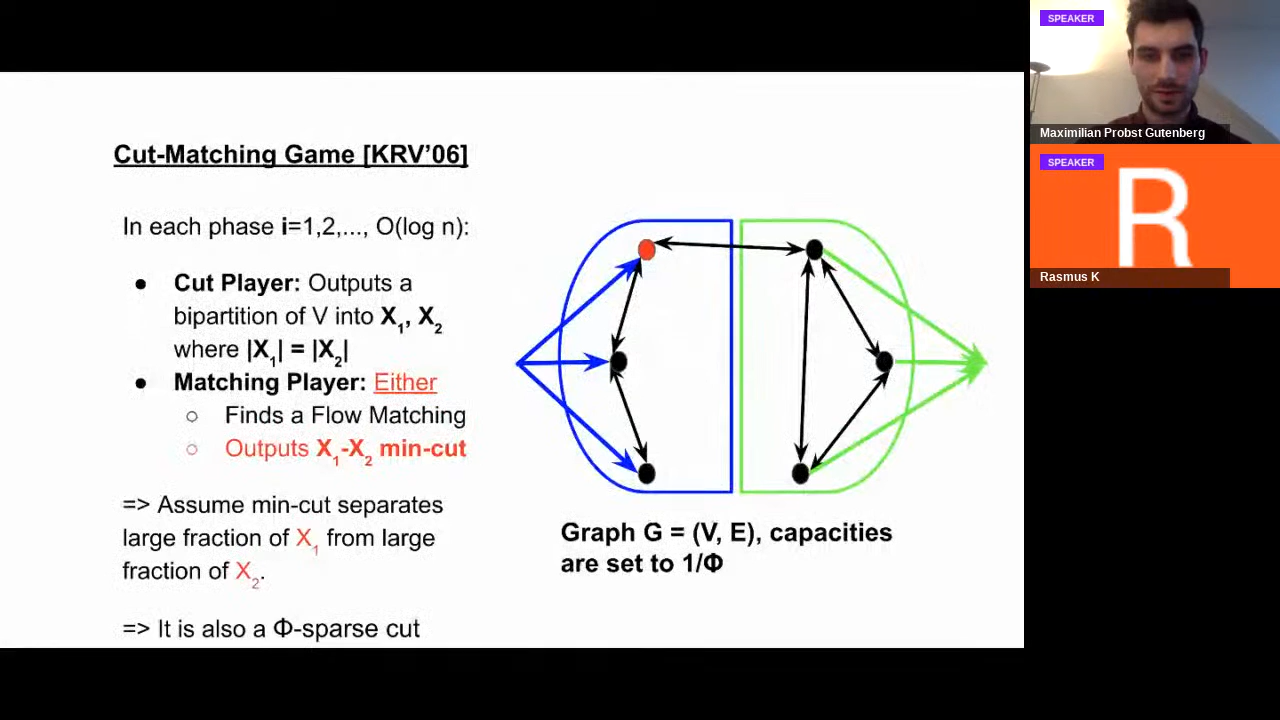 Cut-Matching Game [KRV’06]
In each phase i=1,2,..., O(log n):
● Cut Player: Outputs a
bipartition of V into X₁, X₂
where |X₁| = |X₂|
● Matching Player: Either
○ Finds a Flow Matching
○ Outputs X₁-X₂ min-cut
=> Assume min-cut separates
large fraction of X₁ from large
fraction of X₂.
=> It is also a Φ-sparse cut
Graph G = (V, E), capacities
are set to 1/Φ
SPEAKER
Maximilian Probst Gutenberg
SPEAKER
R
Rasmus K